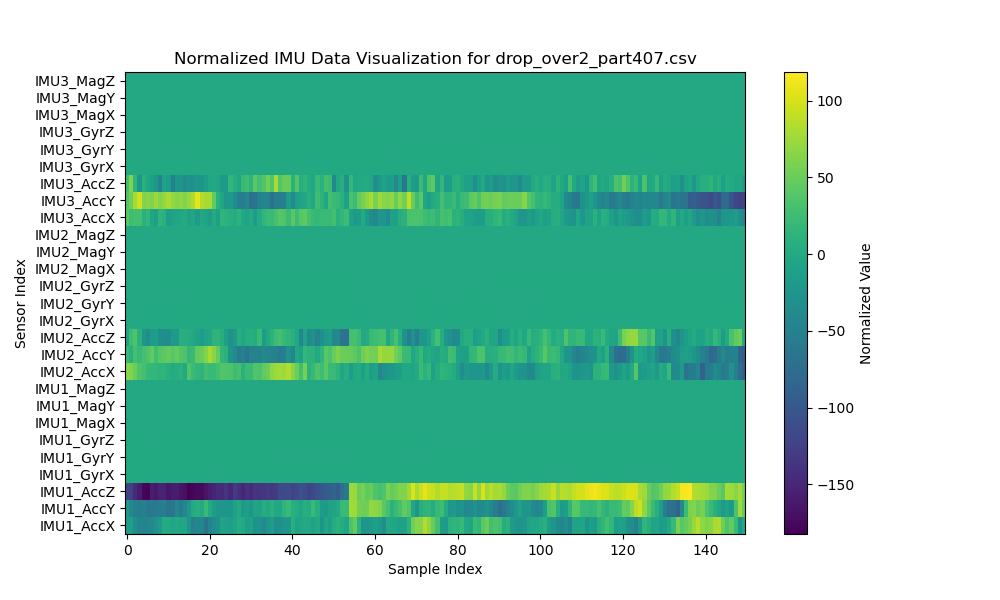 Normalized IMU Data Visualization for drop_over2_part407.csv
Sensor Index
IMU3_MagZ
IMU3_MagY
IMU3_MagX
IMU3_GyrZ
IMU3_GyrY
IMU3_GyrX
IMU3_AccZ
IMU3_AccY
IMU3_AccX
IMU2_MagZ
IMU2_MagY
IMU2_MagX
IMU2_GyrZ
IMU2_GyrY
IMU2_GyrX
IMU2_AccZ
IMU2_AccY
IMU2_AccX
IMU1_MagZ
IMU1_MagY
IMU1_MagX
IMU1_GyrZ
IMU1_GyrY
IMU1_GyrX
IMU1_AccZ
IMU1_AccY
IMU1_AccX
0 20 40 60 80 100 120 140
Sample Index
100
50
0
−50
−100
−150
Normalized Value